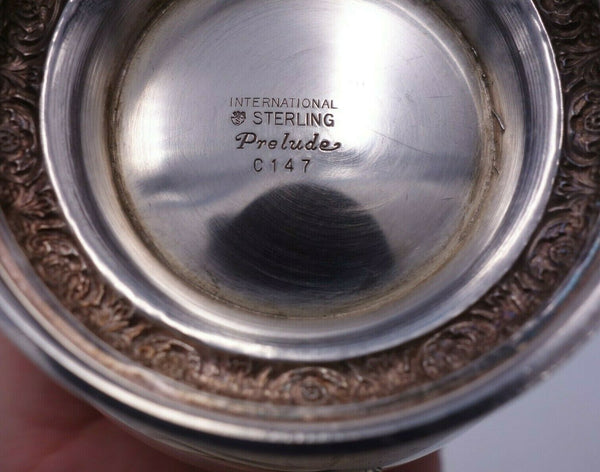 INTERNATIONAL
STERLING
Prelude
C147